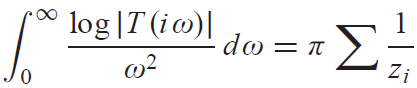 ∫₀^∞ log |T(iω)| / ω² dω = π ∑ 1 / zᵢ